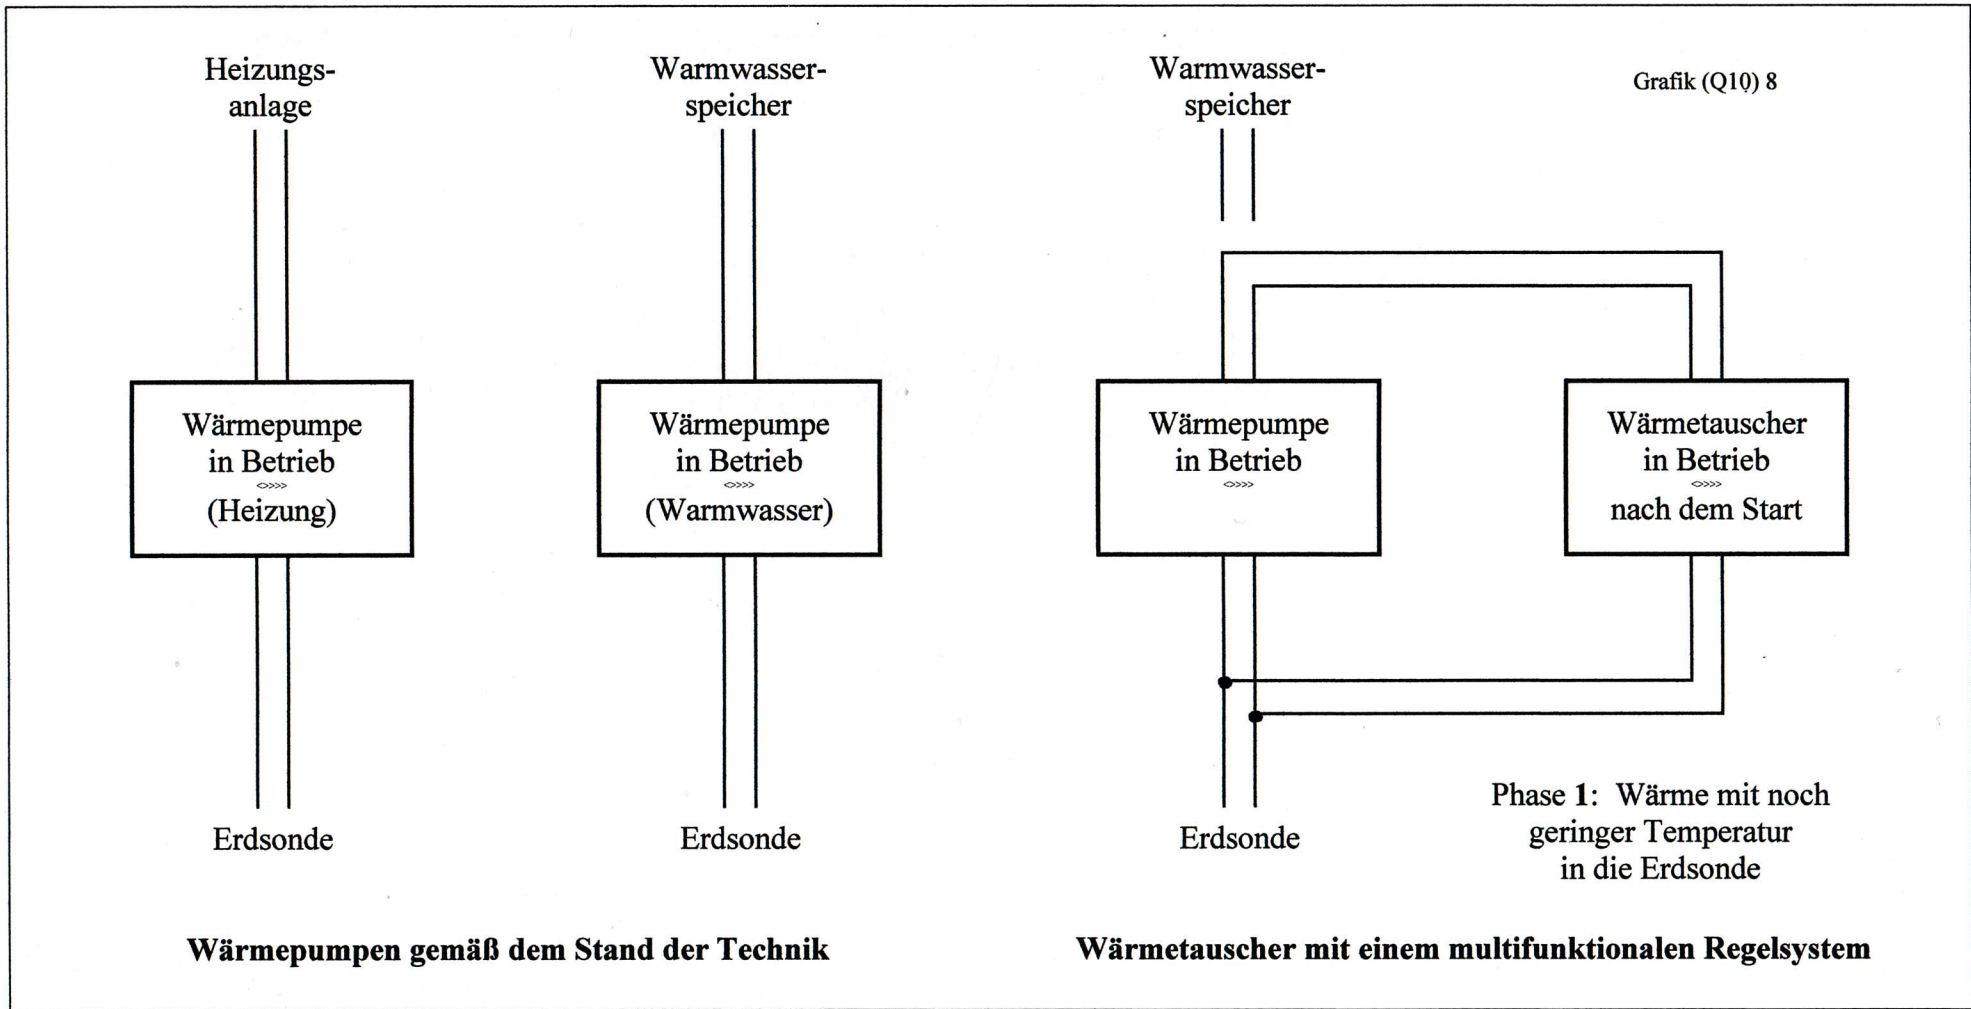 Heizungs-
anlage
Warmwasser-
speicher
Warmwasser-
speicher
Grafik (Q10) 8
Wärmepumpe
in Betrieb
<>>>>
(Heizung)
Wärmepumpe
in Betrieb
<>>>>
(Warmwasser)
Wärmepumpe
in Betrieb
<>>>>
Wärmetauscher
in Betrieb
<>>>>
nach dem Start
Erdsonde
Erdsonde
Erdsonde
Phase 1: Wärme mit noch
geringer Temperatur
in die Erdsonde
Wärmepumpen gemäß dem Stand der Technik
Wärmetauscher mit einem multifunktionalen Regelsystem